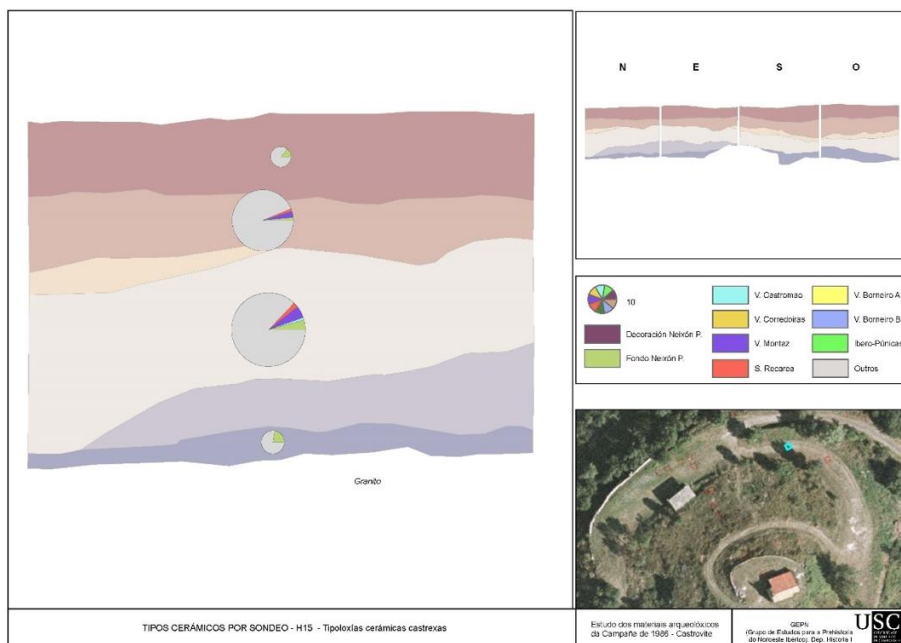 Granito
N E S O
10
Decoración Neixón P.
Fondo Neixón P.
V. Castromao
V. Corredoiras
V. Montaz
S. Recarea
V. Borneiro A
V. Borneiro B
Ibero-Púnicas
Outros
TIPOS CERÁMICOS POR SONDEO - H15 - Tipoloxías cerámicas castrexas
Estudo dos materiais arqueolóxicos
da Campaña de 1986 - Castrovite
GEPN
(Grupo de Estudos para a Prehistoria
do Noroeste Ibérico). Dep. Historia I
USC